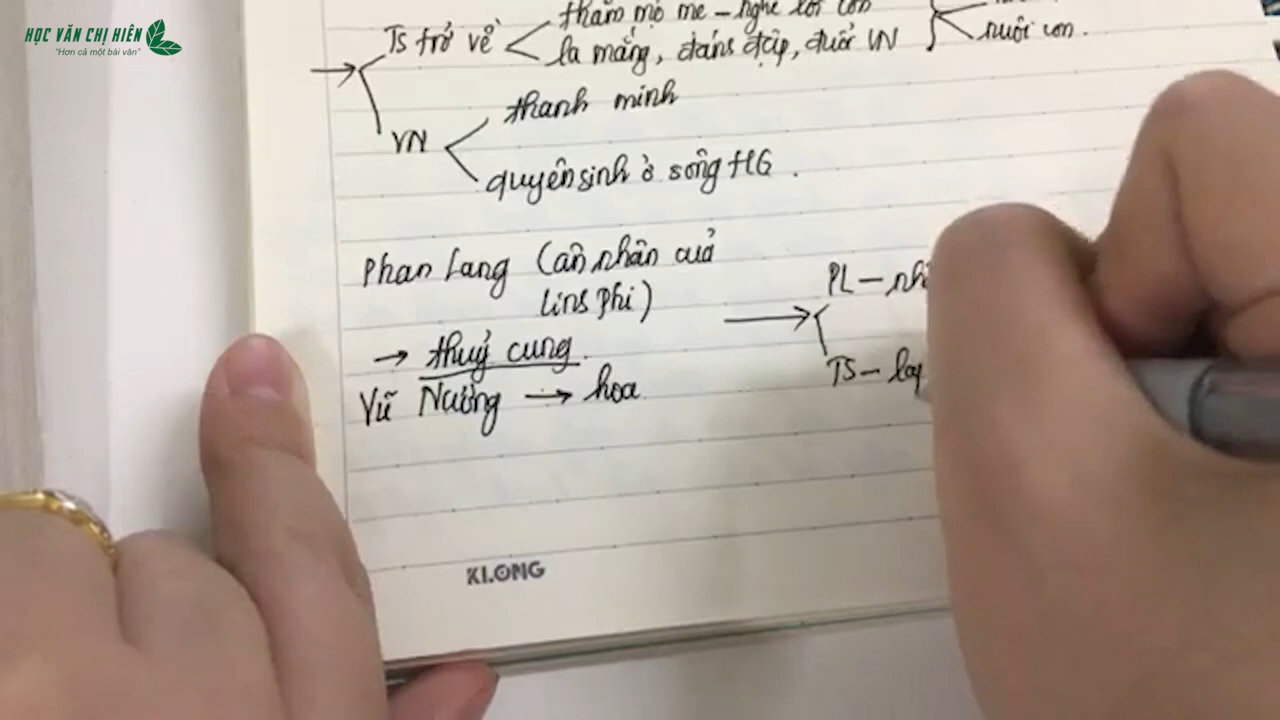 HỌC VĂN CHỊ HIÊN
"Hơn cả một bài văn"
thăm mộ mẹ – nghe lời con
TS trở về
la mắng, đánh đập, đuổi VN
nuôi con.
thanh minh
VN
quyên sinh ở sông HG.
Phan Lang (ân nhân của
Linh Phi)
PL –
→ thuỷ cung.
TS –
Vũ Nương → hoa
KLONG